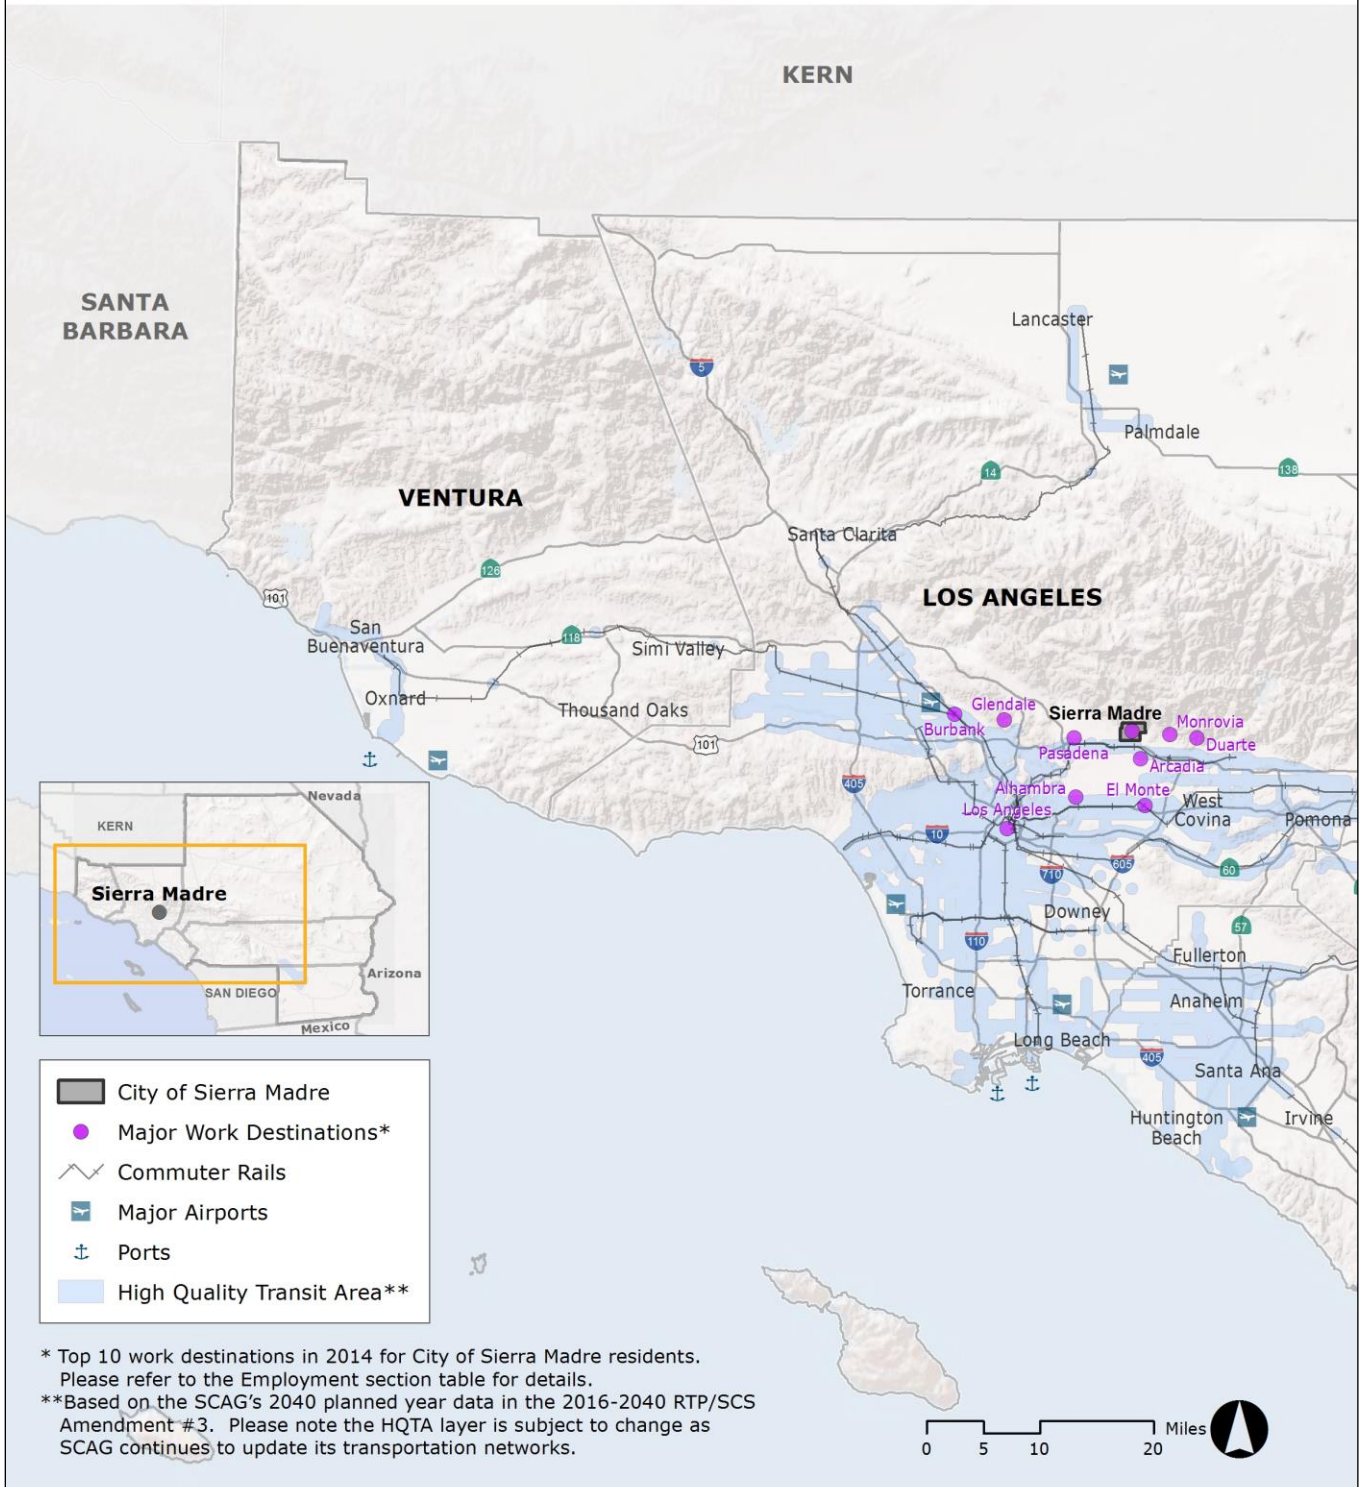 KERN
SANTA
BARBARA
Lancaster
5
Palmdale
14
138
VENTURA
Santa Clarita
126
LOS ANGELES
101
San
Buenaventura
118
Simi Valley
Oxnard
Thousand Oaks
Glendale
Sierra Madre
Burbank
Monrovia
Pasadena
Duarte
101
Arcadia
405
Alhambra
El Monte
Los Angeles
West
Covina
Pomona
10
605
60
710
Downey
57
110
Fullerton
Torrance
Anaheim
Long Beach
405
Santa Ana
Huntington
Beach
Irvine
Nevada
KERN
Sierra Madre
Arizona
SAN DIEGO
Mexico
City of Sierra Madre
Major Work Destinations*
Commuter Rails
Major Airports
Ports
High Quality Transit Area**
* Top 10 work destinations in 2014 for City of Sierra Madre residents.
Please refer to the Employment section table for details.
**Based on the SCAG's 2040 planned year data in the 2016-2040 RTP/SCS
Amendment #3. Please note the HQTA layer is subject to change as
SCAG continues to update its transportation networks.
Miles
0 5 10 20